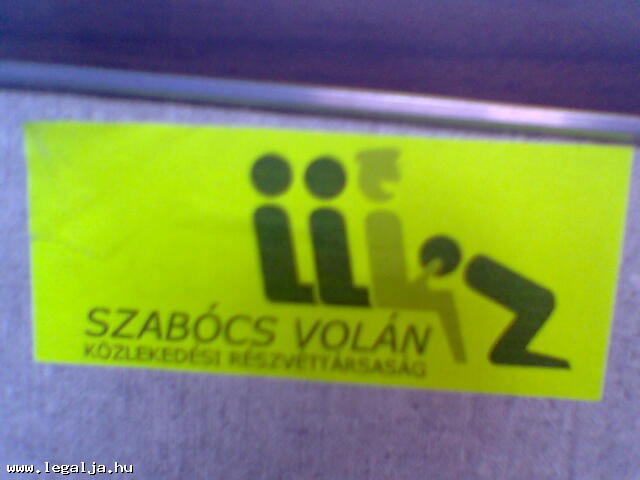 SZABÓCS VOLÁN
KÖZLEKEDÉSI RÉSZVÉTTÁRSASÁG
www.legalja.hu